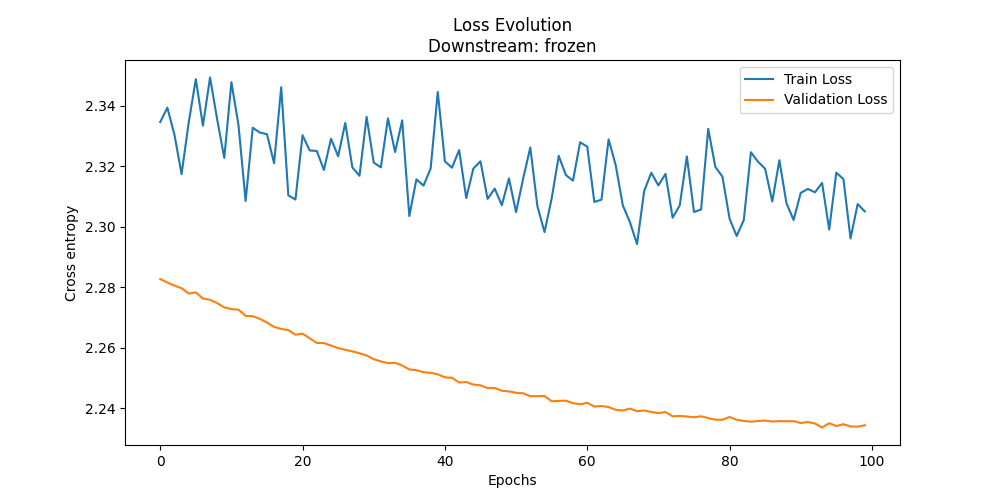 Loss Evolution
Downstream: frozen
Train Loss
Validation Loss
Cross entropy
2.34
2.32
2.30
2.28
2.26
2.24
0
20
40
60
80
100
Epochs